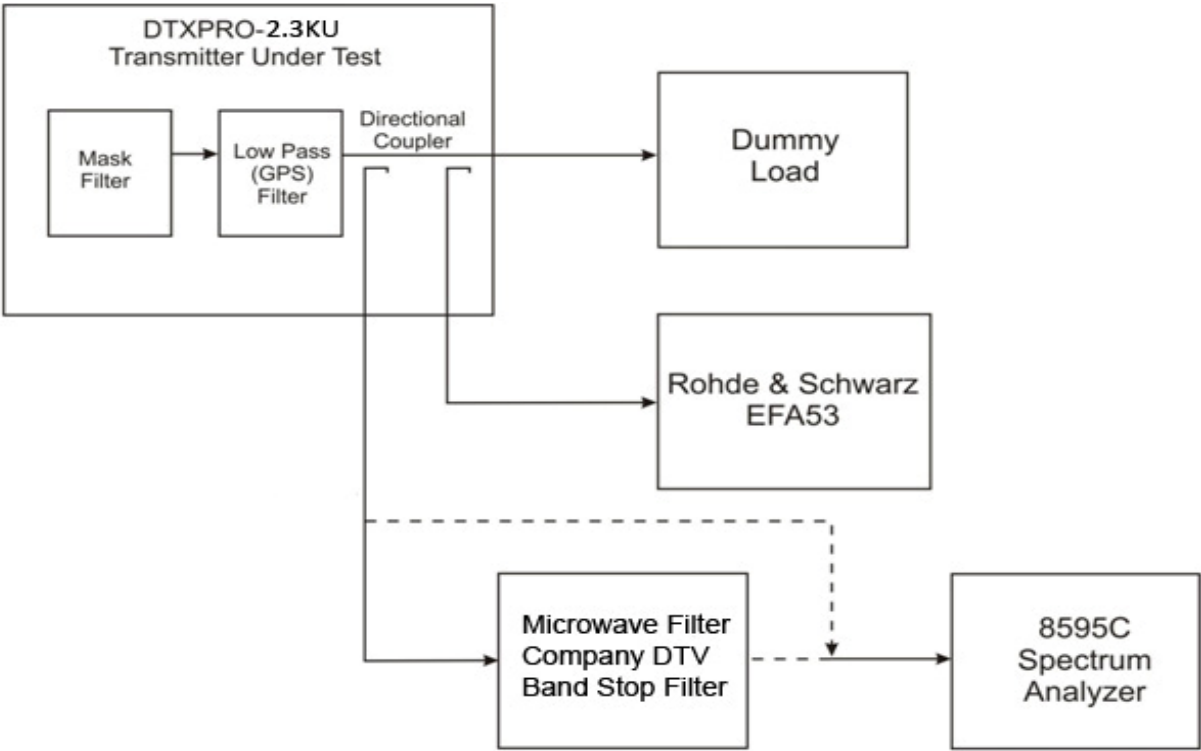 DTXPRO-2.3KU
Transmitter Under Test
Mask
Filter
Low Pass
(GPS)
Filter
Directional
Coupler
Dummy
Load
Rohde & Schwarz
EFA53
Microwave Filter
Company DTV
Band Stop Filter
8595C
Spectrum
Analyzer